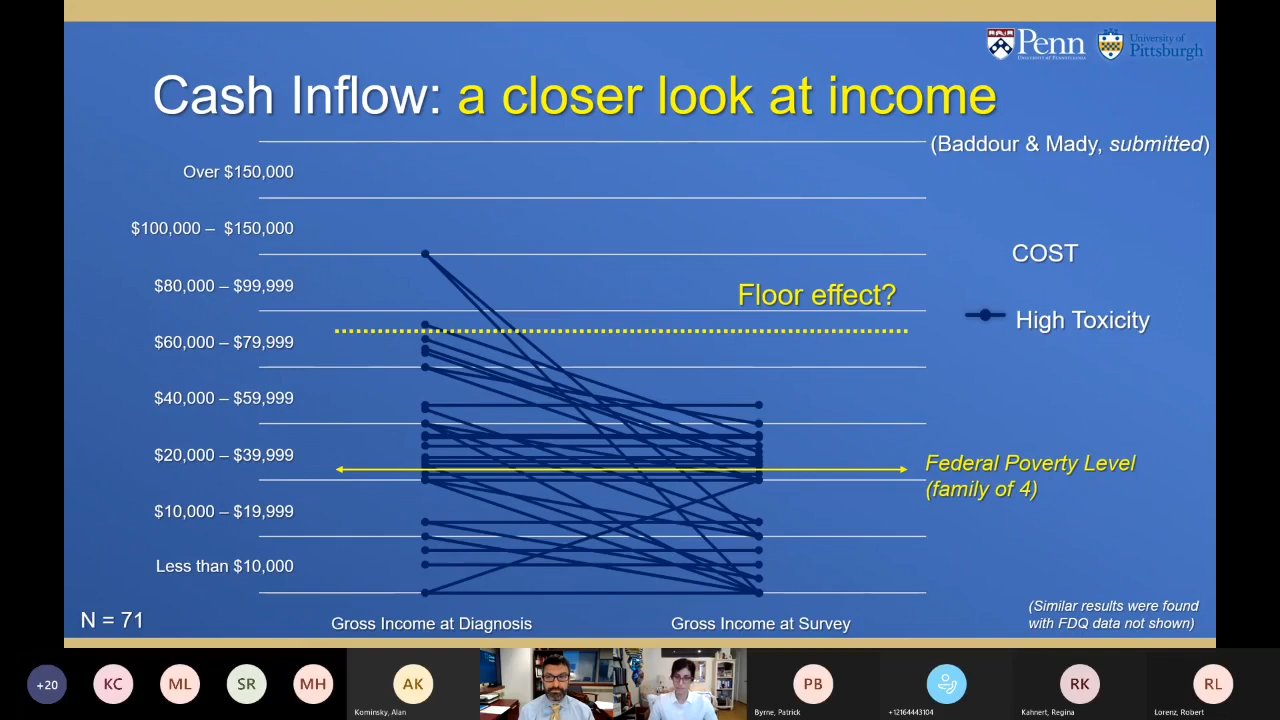 Penn
UNIVERSITY OF PENNSYLVANIA
University of
Pittsburgh
Cash Inflow: a closer look at income
(Baddour & Mady, submitted)
Over $150,000
$100,000 – $150,000
COST
$80,000 – $99,999
Floor effect?
High Toxicity
$60,000 – $79,999
$40,000 – $59,999
$20,000 – $39,999
Federal Poverty Level
(family of 4)
$10,000 – $19,999
Less than $10,000
N = 71
Gross Income at Diagnosis
Gross Income at Survey
(Similar results were found
with FDQ data not shown)
+20
KC
ML
SR
MH
AK
Kominsky, Alan
PB
Byrne, Patrick
+12164443104
RK
Kahnert, Regina
RL
Lorenz, Robert